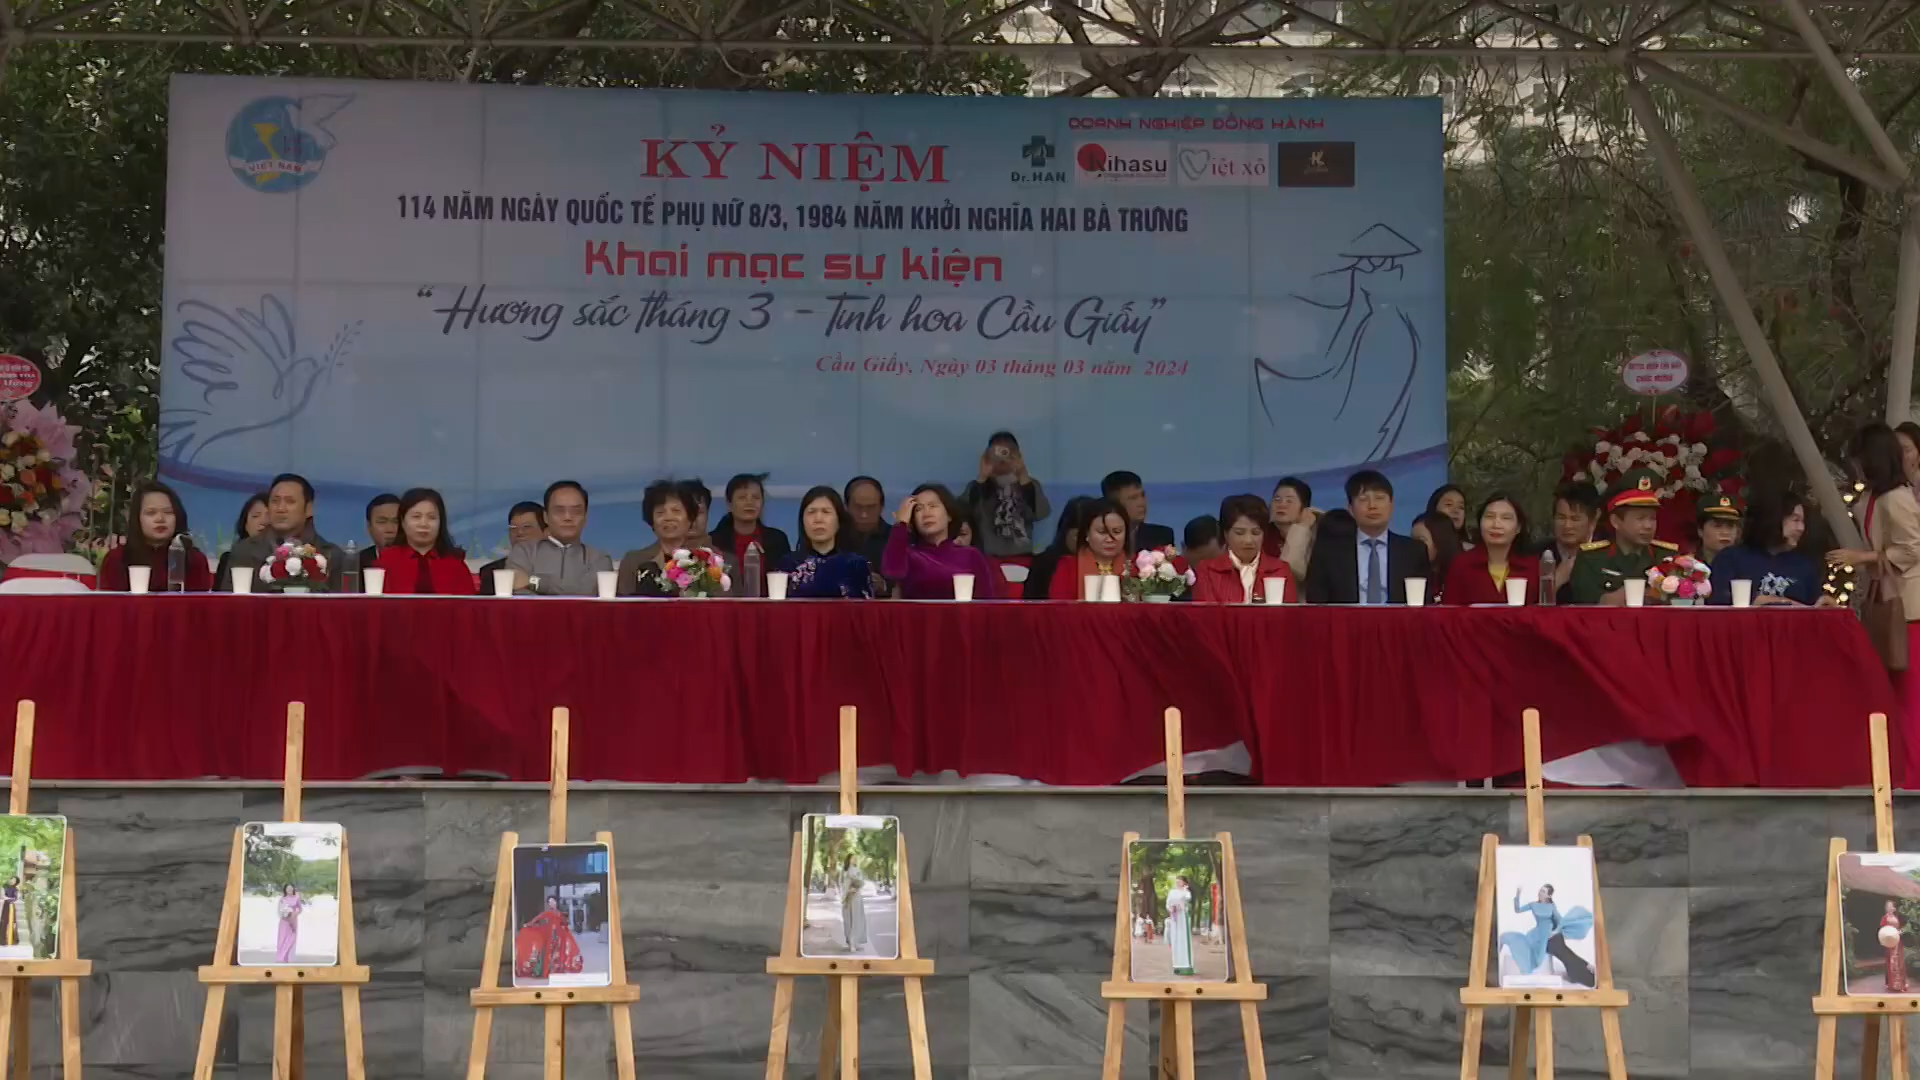 VIỆT NAM
DOANH NGHIỆP ĐỒNG HÀNH
Dr.HAN
Kihasu
Việt xô
KỶ NIỆM
114 NĂM NGÀY QUỐC TẾ PHỤ NỮ 8/3, 1984 NĂM KHỞI NGHĨA HAI BÀ TRƯNG
Khai mạc sự kiện
“Hương sắc tháng 3 - Tinh hoa Cầu Giấy”
Cầu Giấy, Ngày 03 tháng 03 năm 2024